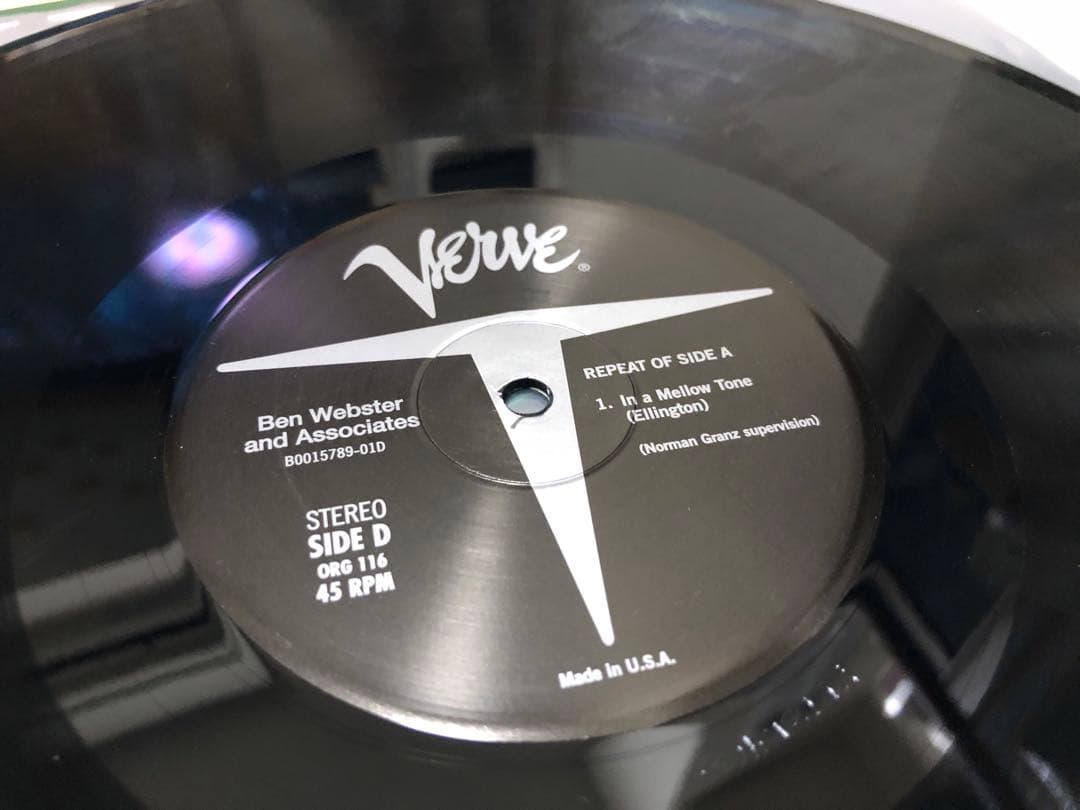 Verve®
Ben Webster
and Associates
B0015789-01D
STEREO
SIDE D
ORG 116
45 RPM
REPEAT OF SIDE A
1. In a Mellow Tone
(Ellington)
(Norman Granz supervision)
Made in U.S.A.